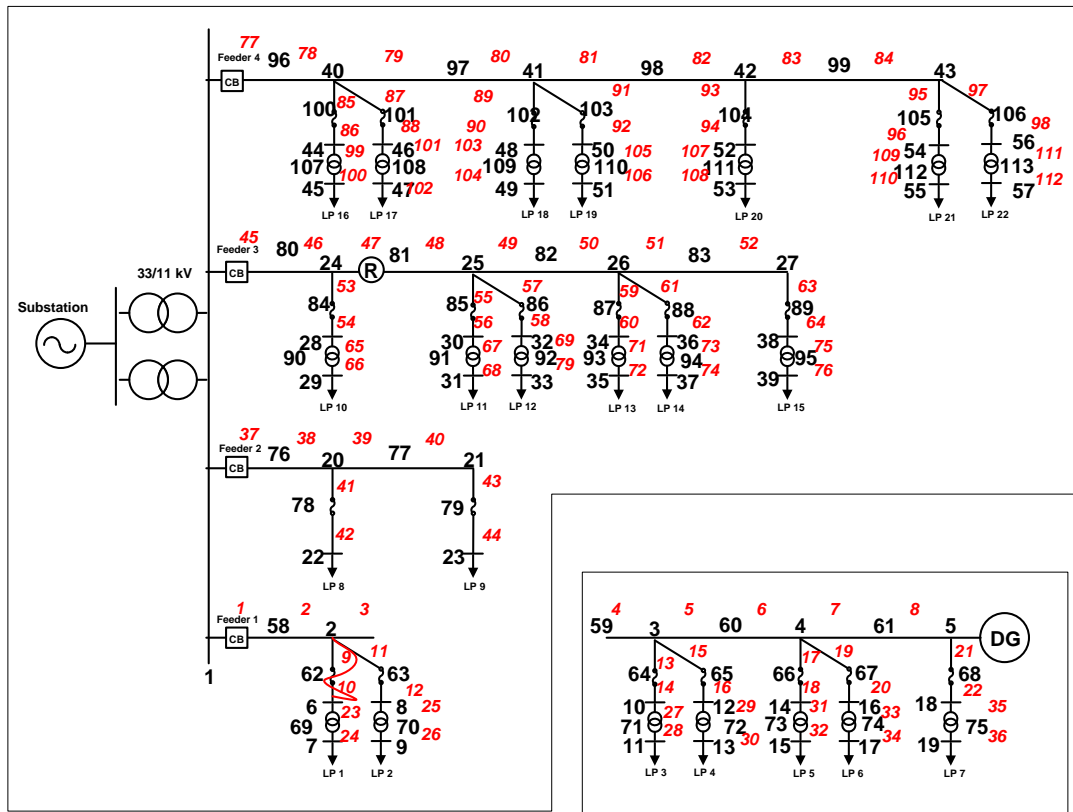 77 78 79 80 81 82 83 84
Feeder 4 96 40 97 41 98 42 99 43
CB
85 87 89 91 93 95 97
100 101 102 103 104 105 106
86 88 90 92 94 96 98
44 99 46 101 103 48 50 105 107 52 109 54 56 111
107 108 109 110 111 112 113
45 100 47 102 104 49 51 106 108 53 110 55 57 112
LP 16 LP 17 LP 18 LP 19 LP 20 LP 21 LP 22
45 46 47 48 49 50 51 52
Feeder 3 80 24 R 81 25 82 26 83 27
CB
33/11 kV
Substation
53 55 57 59 61 63
84 85 86 87 88 89
54 56 58 60 62 64
28 65 30 67 32 69 34 71 36 73 38 75
90 91 92 93 94 95
29 66 31 68 33 79 35 72 37 74 39 76
LP 10 LP 11 LP 12 LP 13 LP 14 LP 15
37 38 39 40
Feeder 2 76 20 77 21
CB
41 43
78 79
42 44
22 23
LP 8 LP 9
1 2 3 4 5 6 7 8
Feeder 1 58 2 59 3 60 4 61 5 DG
CB
1
9 11 13 15 17 19 21
62 63 64 65 66 67 68
10 12 14 16 18 20 22
6 23 8 25 10 27 12 29 14 31 16 33 18 35
69 70 71 72 73 74 75
7 24 9 26 11 28 13 30 15 32 17 34 19 36
LP 1 LP 2 LP 3 LP 4 LP 5 LP 6 LP 7